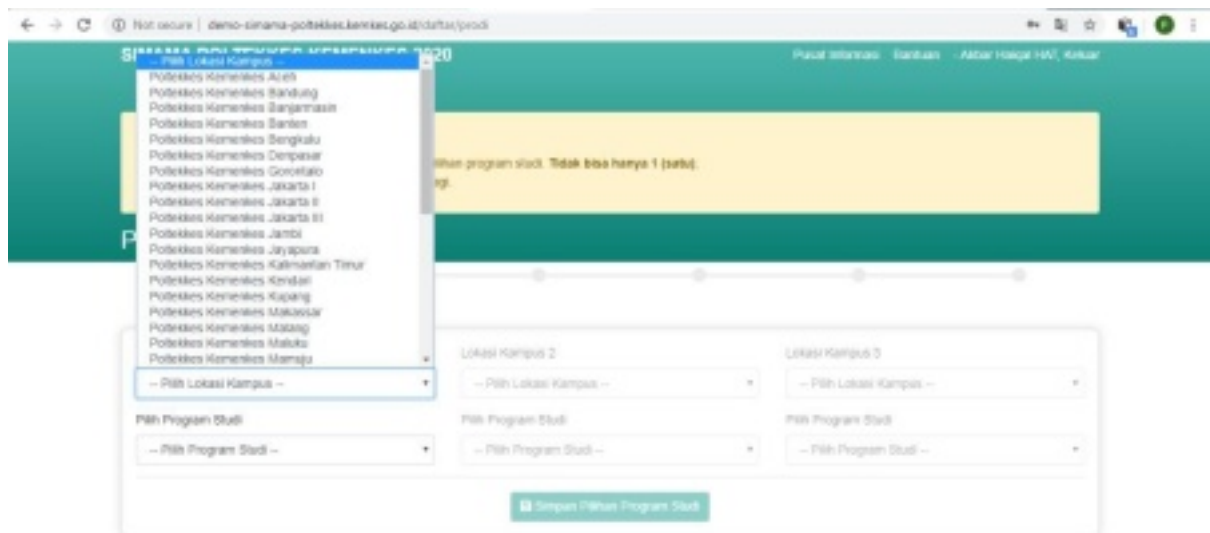 Not secure | demo-simama-poltekkes.kemkes.go.id/daftar/prodi
SIMAMA POLTEKKES KEMENKES 2020
Pusat Informasi Bantuan
Keluar
-- Pilih Lokasi Kampus --
Poltekkes Kemenkes Aceh
Poltekkes Kemenkes Bandung
Poltekkes Kemenkes Banjarmasin
Poltekkes Kemenkes Banten
Poltekkes Kemenkes Bengkulu
Poltekkes Kemenkes Denpasar
Poltekkes Kemenkes Gorontalo
Poltekkes Kemenkes Jakarta I
Poltekkes Kemenkes Jakarta II
Poltekkes Kemenkes Jakarta III
Poltekkes Kemenkes Jambi
Poltekkes Kemenkes Jayapura
Poltekkes Kemenkes Kalimantan Timur
Poltekkes Kemenkes Kendari
Poltekkes Kemenkes Kupang
Poltekkes Kemenkes Makassar
Poltekkes Kemenkes Malang
Poltekkes Kemenkes Maluku
Poltekkes Kemenkes Mamuju
program studi. Tidak bisa hanya 1 (satu).
P
Lokasi Kampus 2
Lokasi Kampus 3
-- Pilih Lokasi Kampus --
-- Pilih Lokasi Kampus --
-- Pilih Lokasi Kampus --
Pilih Program Studi
Pilih Program Studi
Pilih Program Studi
-- Pilih Program Studi --
-- Pilih Program Studi --
-- Pilih Program Studi --
Simpan Pilihan Program Studi